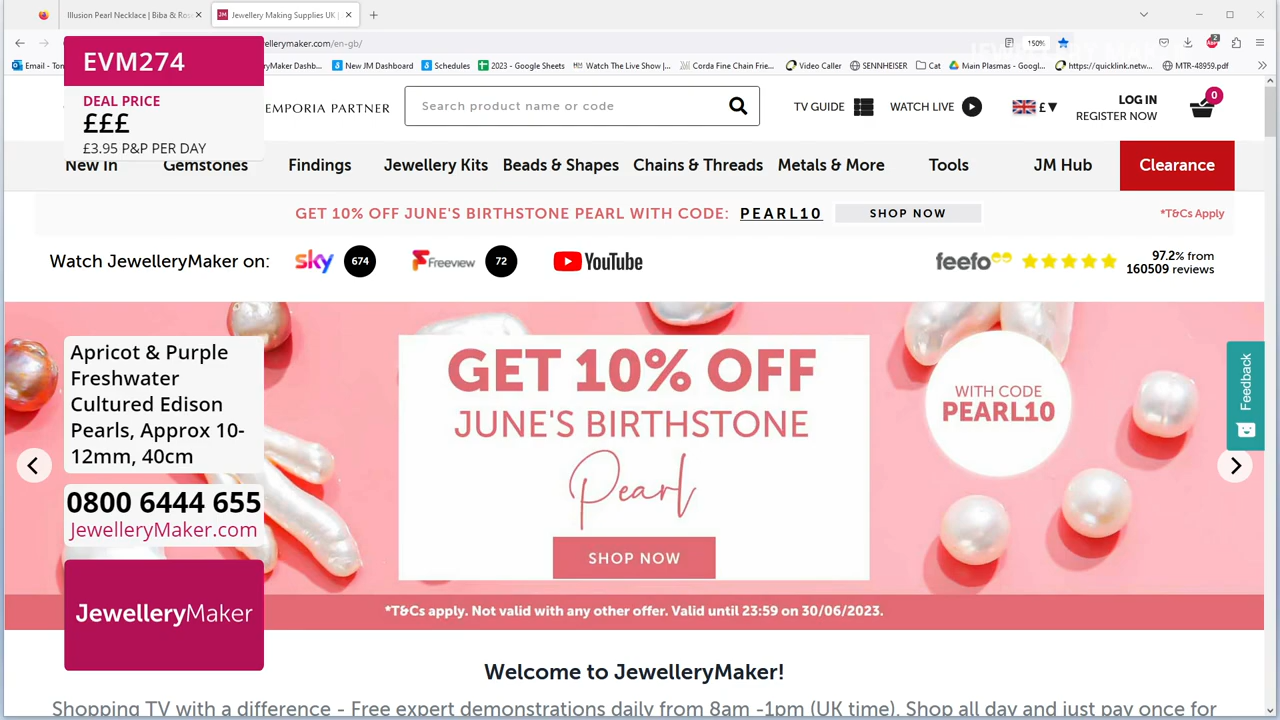 Illusion Pearl Necklace | Biba & Ros
Jewellery Making Supplies UK |
ellerymaker.com/en-gb/
150%
2
Email - Ton
Maker Dashb...
New JM Dashboard
Schedules
2023 - Google Sheets
Watch The Live Show |...
Corda Fine Chain Frie...
Video Caller
SENNHEISER
Cat
Main Plasmas - Googl...
https://quicklink.netw...
MTR-48959.pdf
EVM274
DEAL PRICE
£££
£3.95 P&P PER DAY
EMPORIA PARTNER
Search product name or code
TV GUIDE
WATCH LIVE
£
LOG IN
REGISTER NOW
0
New In
Gemstones
Findings
Jewellery Kits
Beads & Shapes
Chains & Threads
Metals & More
Tools
JM Hub
Clearance
GET 10% OFF JUNE'S BIRTHSTONE PEARL WITH CODE: PEARL10
SHOP NOW
*T&Cs Apply
Watch JewelleryMaker on:
sky
674
Freeview
72
YouTube
feefo
97.2% from
160509 reviews
Apricot & Purple
Freshwater
Cultured Edison
Pearls, Approx 10-
12mm, 40cm
0800 6444 655
JewelleryMaker.com
JewelleryMaker
GET 10% OFF
JUNE'S BIRTHSTONE
Pearl
SHOP NOW
WITH CODE
PEARL10
Feedback
*T&Cs apply. Not valid with any other offer. Valid until 23:59 on 30/06/2023.
Welcome to JewelleryMaker!
Shopping TV with a difference - Free expert demonstrations daily from 8am -1pm (UK time). Shop all day and just pay once for